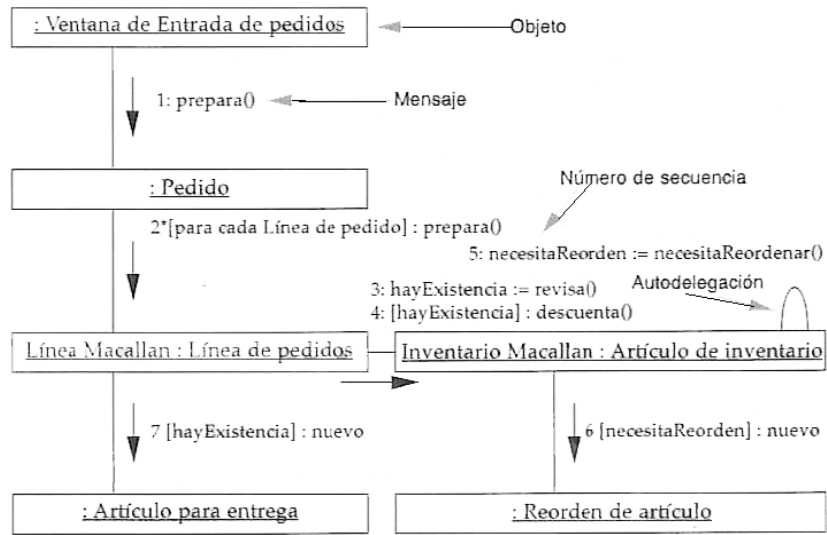 : Ventana de Entrada de pedidos
Objeto
1: prepara()
Mensaje
: Pedido
Número de secuencia
2*[para cada Línea de pedido] : prepara()
5: necesitaReorden := necesitaReordenar()
3: hayExistencia := revisa()
Autodelegación
4: [hayExistencia] : descuenta()
Línea Macallan : Línea de pedidos
Inventario Macallan : Artículo de inventario
7 [hayExistencia] : nuevo
6 [necesitaReorden] : nuevo
: Artículo para entrega
: Reorden de artículo